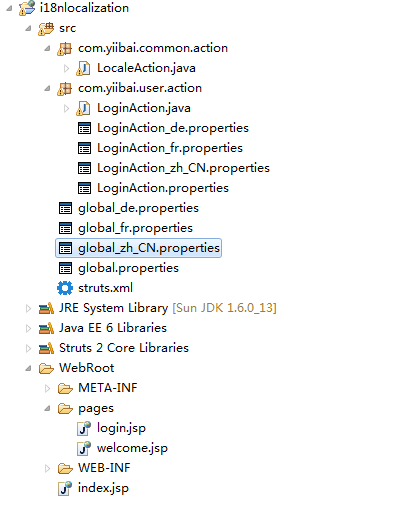 i18nlocalization
src
com.yiibai.common.action
LocaleAction.java
com.yiibai.user.action
LoginAction.java
LoginAction_de.properties
LoginAction_fr.properties
LoginAction_zh_CN.properties
LoginAction.properties
global_de.properties
global_fr.properties
global_zh_CN.properties
global.properties
struts.xml
JRE System Library [Sun JDK 1.6.0_13]
Java EE 6 Libraries
Struts 2 Core Libraries
WebRoot
META-INF
pages
login.jsp
welcome.jsp
WEB-INF
index.jsp